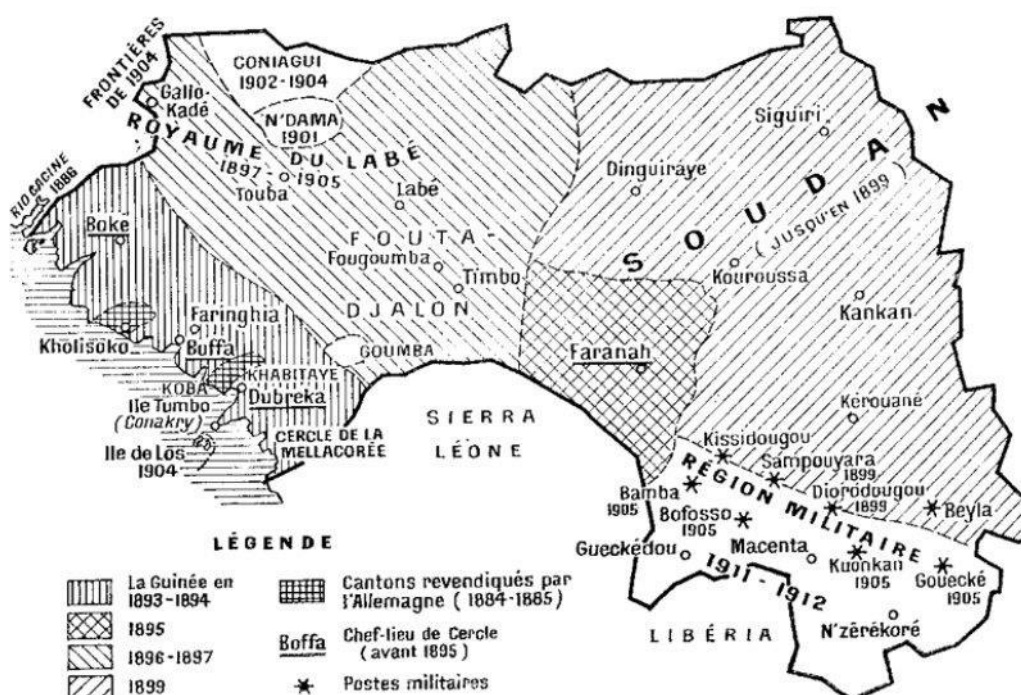 FRONTIÈRES
DE 1904
CONIAGUI
1902-1904
Gallo-
Kadé
N'DAMA
1901
ROYAUME DU LABÉ
1897-1905
Touba
Labé
RIO CACINE
1886
Boké
FOUTA-
Fougoumba
Timbo
DJALON
Siguiri
Dinguiraye
SOUDAN
(JUSQU'EN 1899)
Kouroussa
Kankan
Faringhia
Kholisoko
Boffa
GOUMBA
KHABITAYE
KOBA
Dubreka
Ile Tumbo
(Conakry)
Ile de Los
1904
CERCLE DE LA
MELLACORÉE
Faranah
SIERRA
LÉONE
Kérouané
Kissidougou
Sampouyara
1899
RÉGION MILITAIRE
Bamba
1905
Diorodougou
1899
Beyla
Bofosso
1905
Gueckédou
Macenta
Kuonkan
1905
Gouecké
1905
1911-1912
N'zérékoré
LIBÉRIA
LÉGENDE
La Guinée en
1893-1894
1895
1896-1897
1899
Cantons revendiqués par
l'Allemagne (1884-1885)
Boffa
Chef-lieu de Cercle
(avant 1895)
Postes militaires